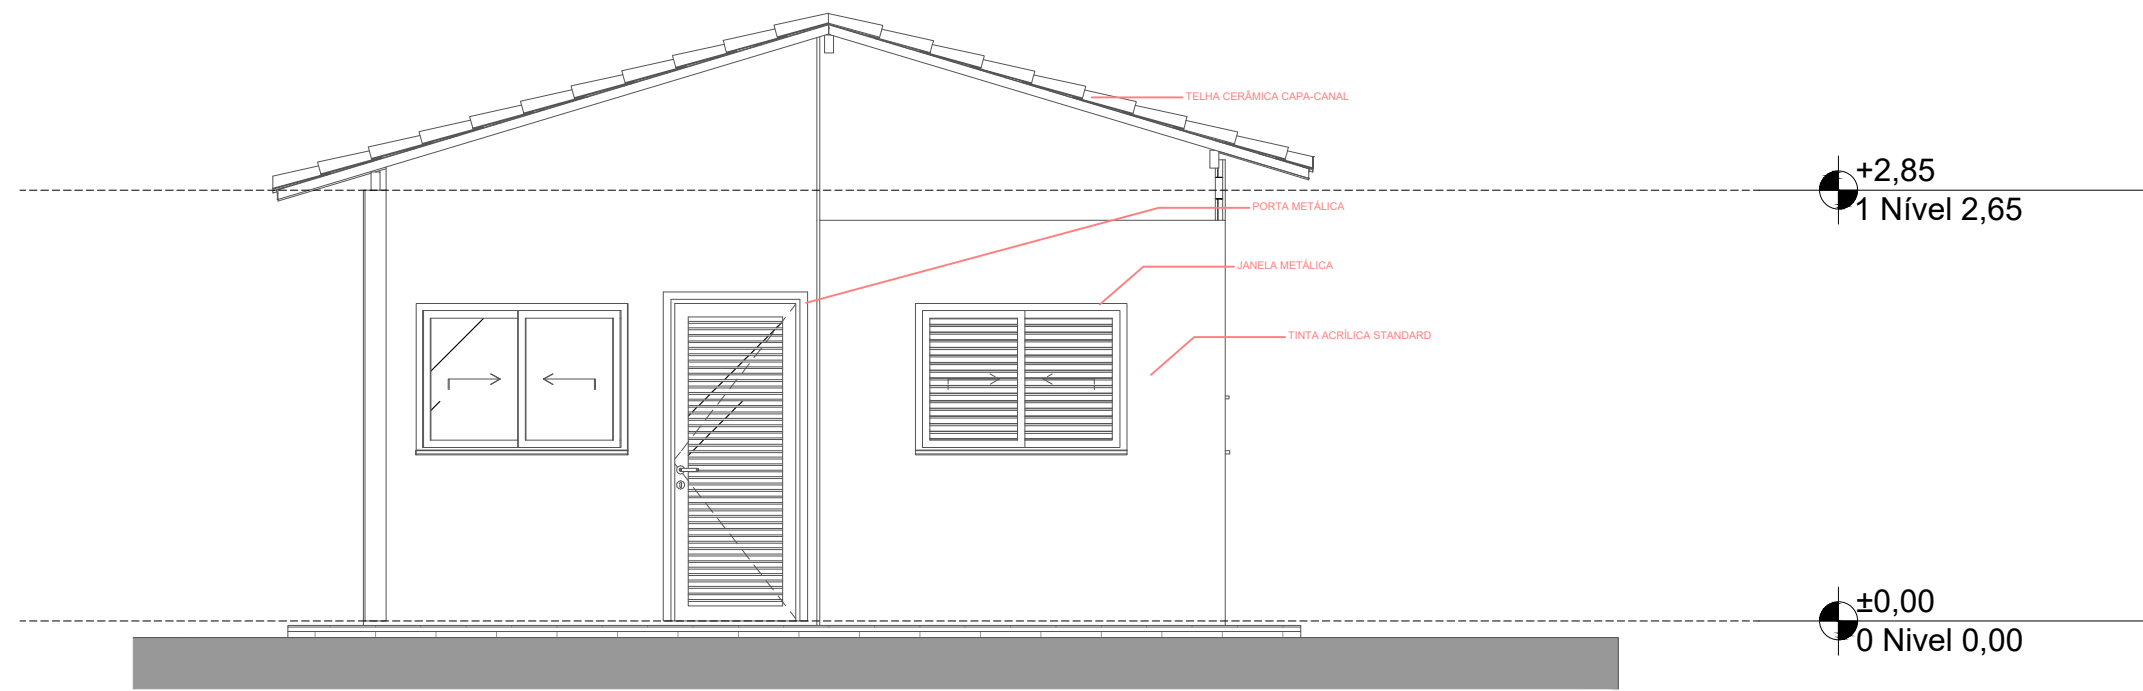 TELHA CERÂMICA CAPA-CANAL
+2,85
1 Nível 2,65
PORTA METÁLICA
JANELA METÁLICA
TINTA ACRÍLICA STANDARD
±0,00
0 Nivel 0,00